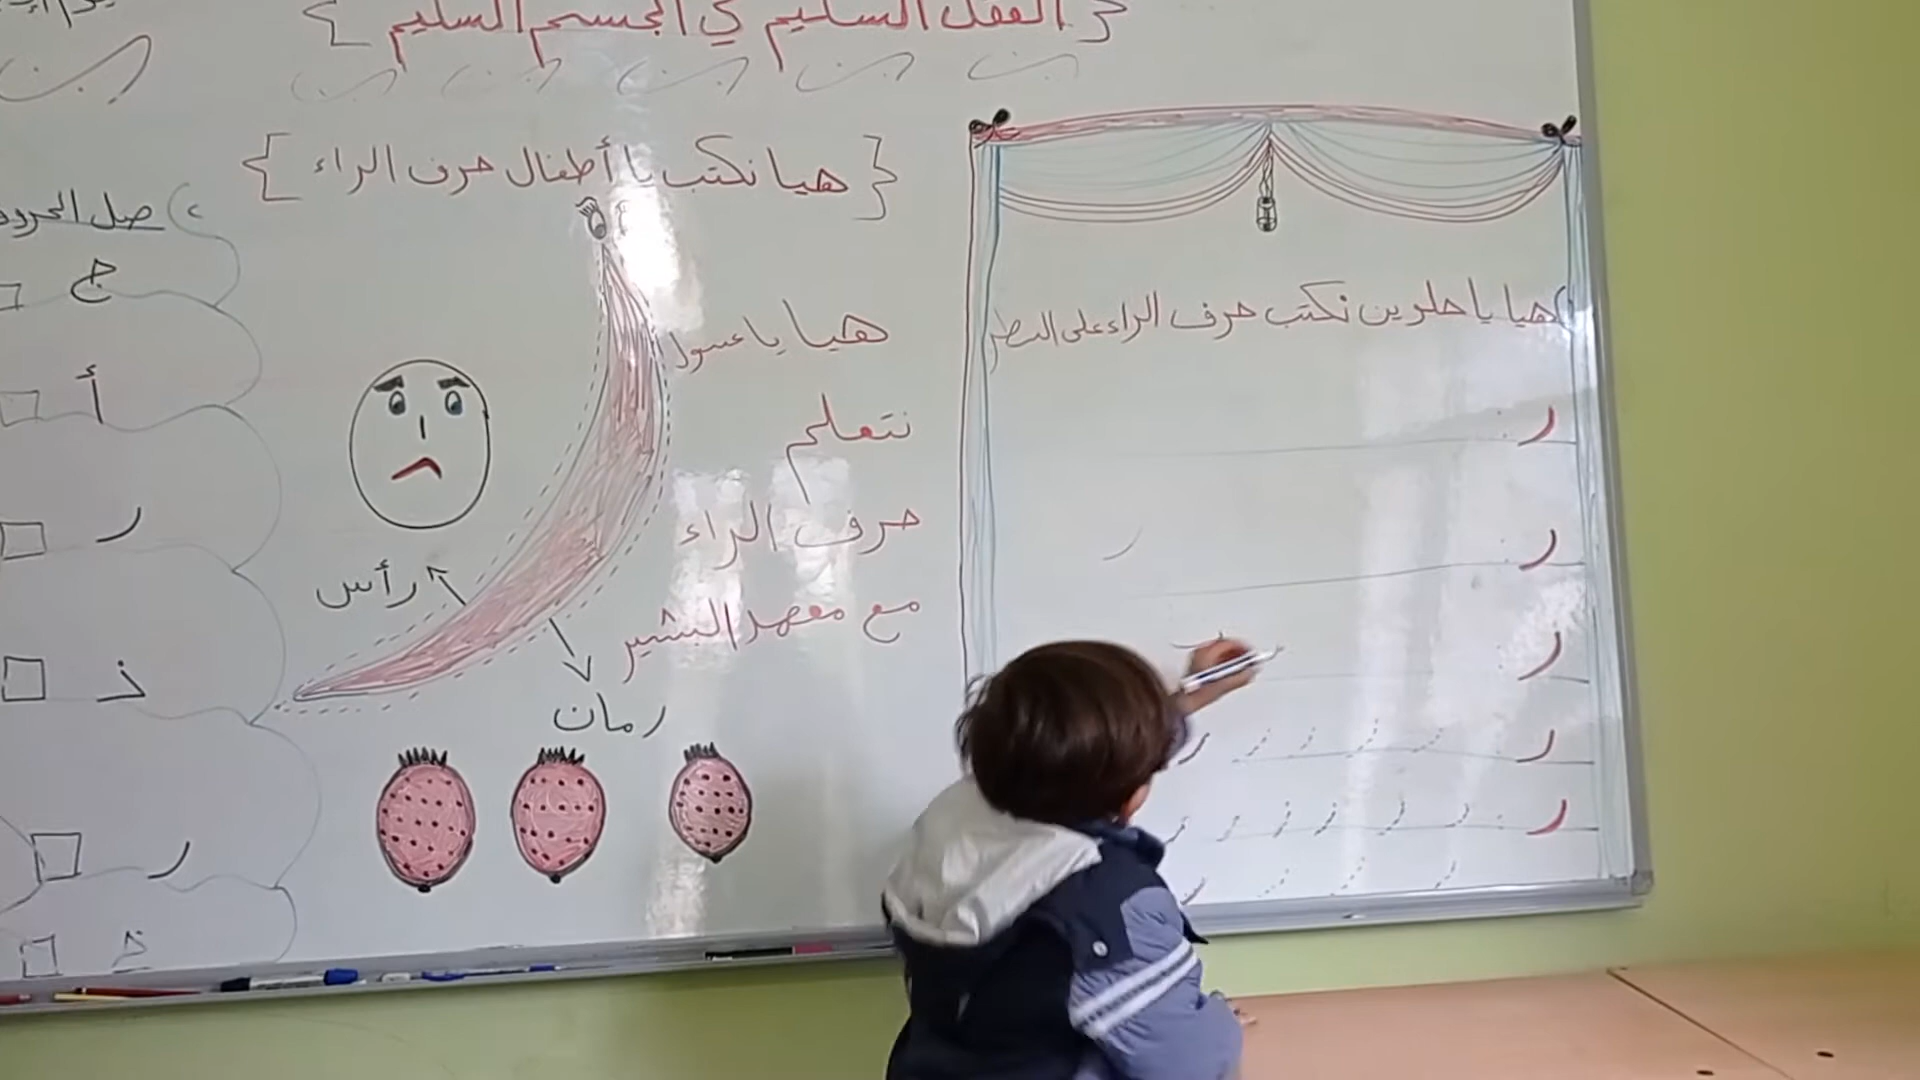 {العقل السليم في الجسم السليم}
{هيا نكتب يا أطفال حرف الراء}
هيا يا حلوين نكتب حرف الراء على السطر
ر
ر
ر
ر
ر
هيا يا عسول
نتعلم
حرف الراء
مع معهد البشير
رأس
رمان
2) صل
ج
أ
ر
خ
ر